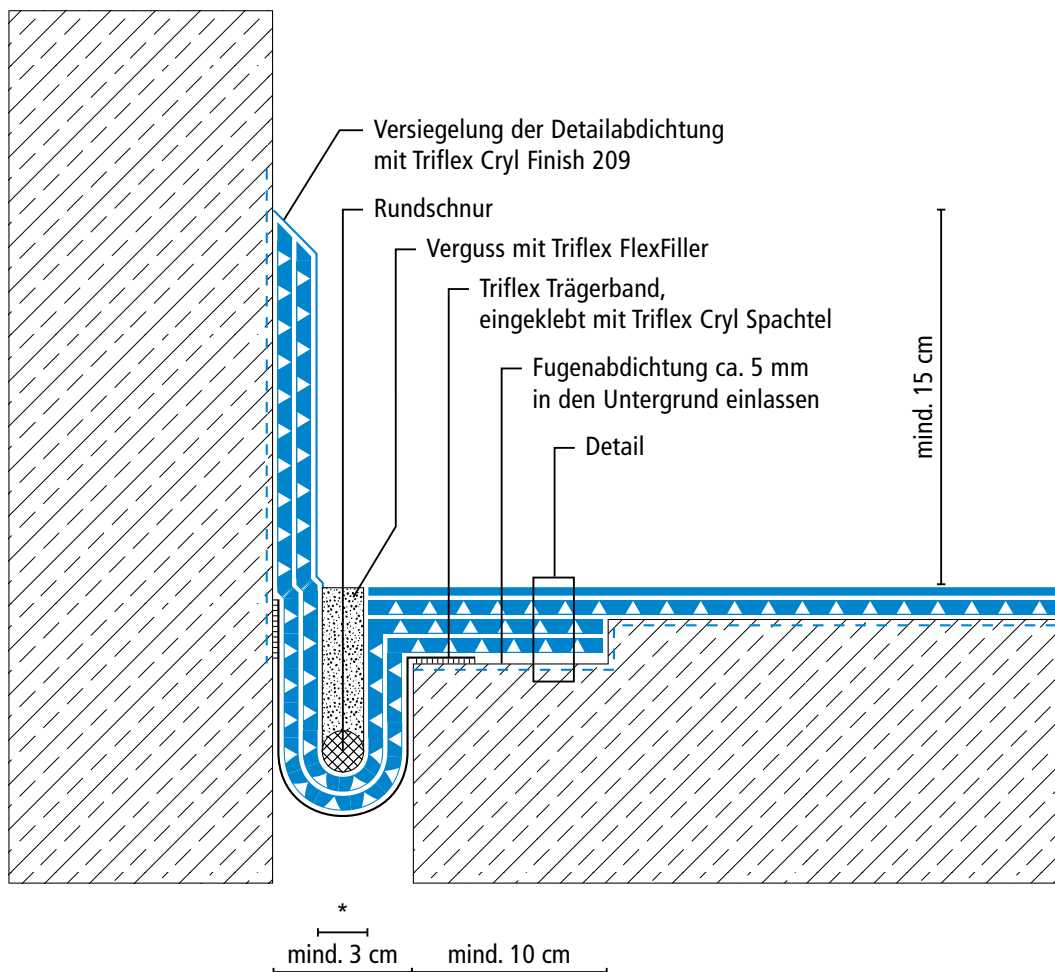 Versiegelung der Detailabdichtung
mit Triflex Cryl Finish 209
Rundschnur
Verguss mit Triflex FlexFiller
Triflex Trägerband,
eingeklebt mit Triflex Cryl Spachtel
Fugenabdichtung ca. 5 mm
in den Untergrund einlassen
Detail
mind. 15 cm
*
mind. 3 cm
mind. 10 cm